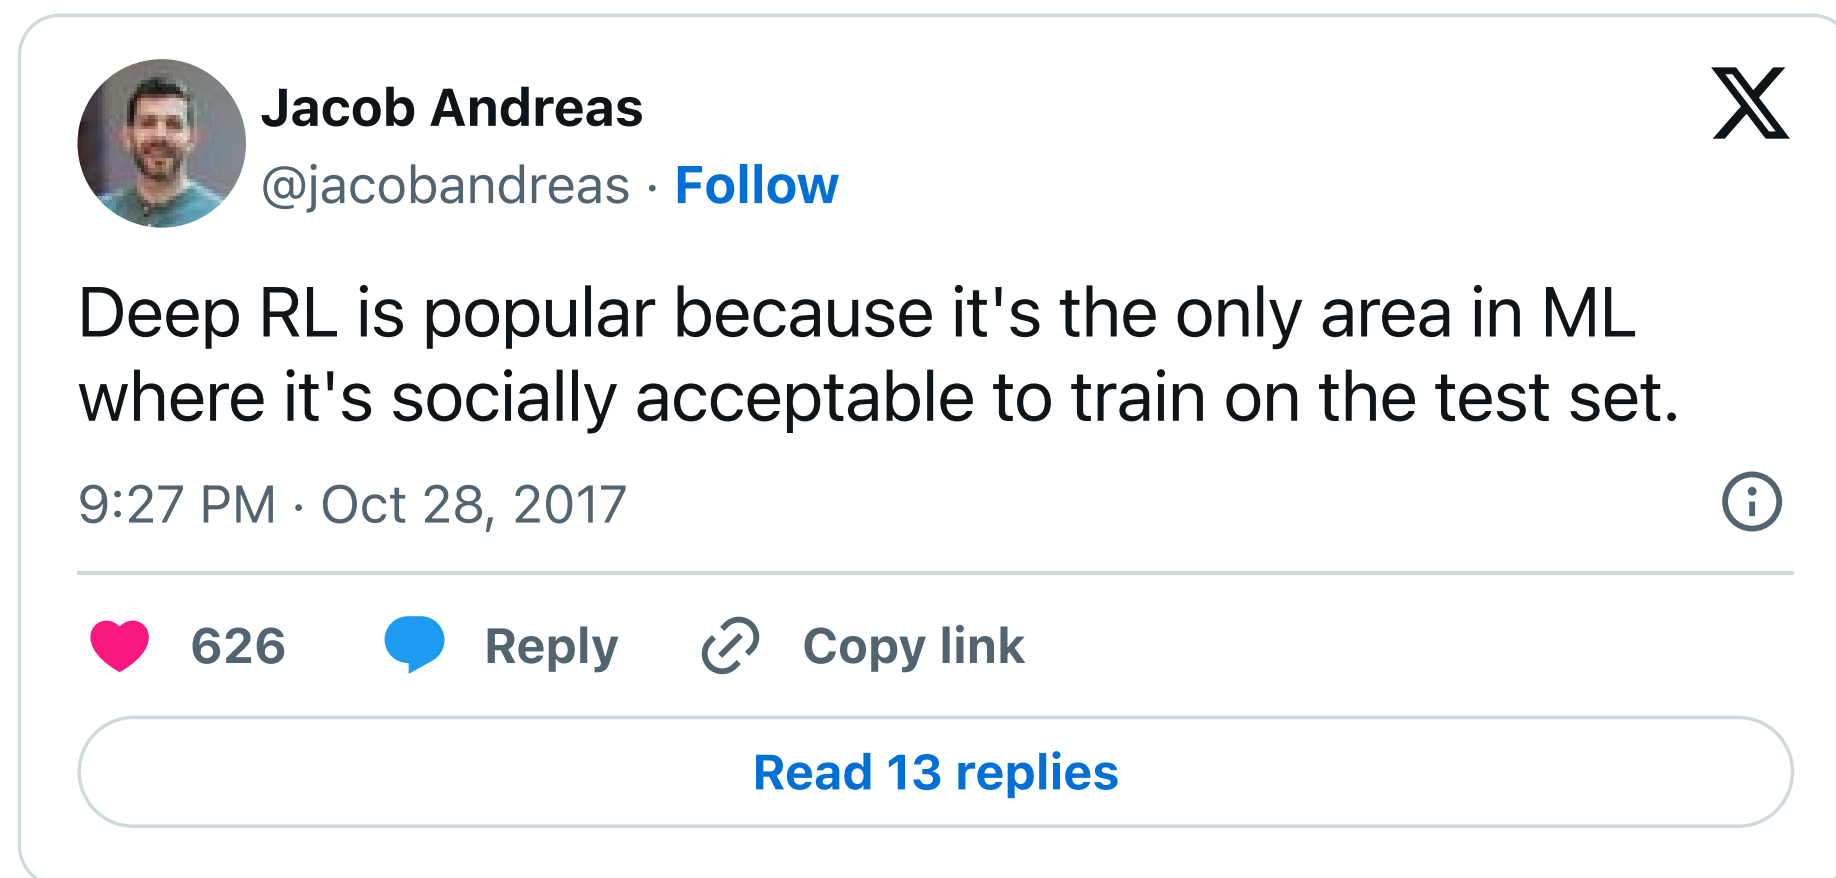 Jacob Andreas
@jacobandreas · Follow
Deep RL is popular because it's the only area in ML
where it's socially acceptable to train on the test set.
9:27 PM · Oct 28, 2017
626 Reply Copy link
Read 13 replies